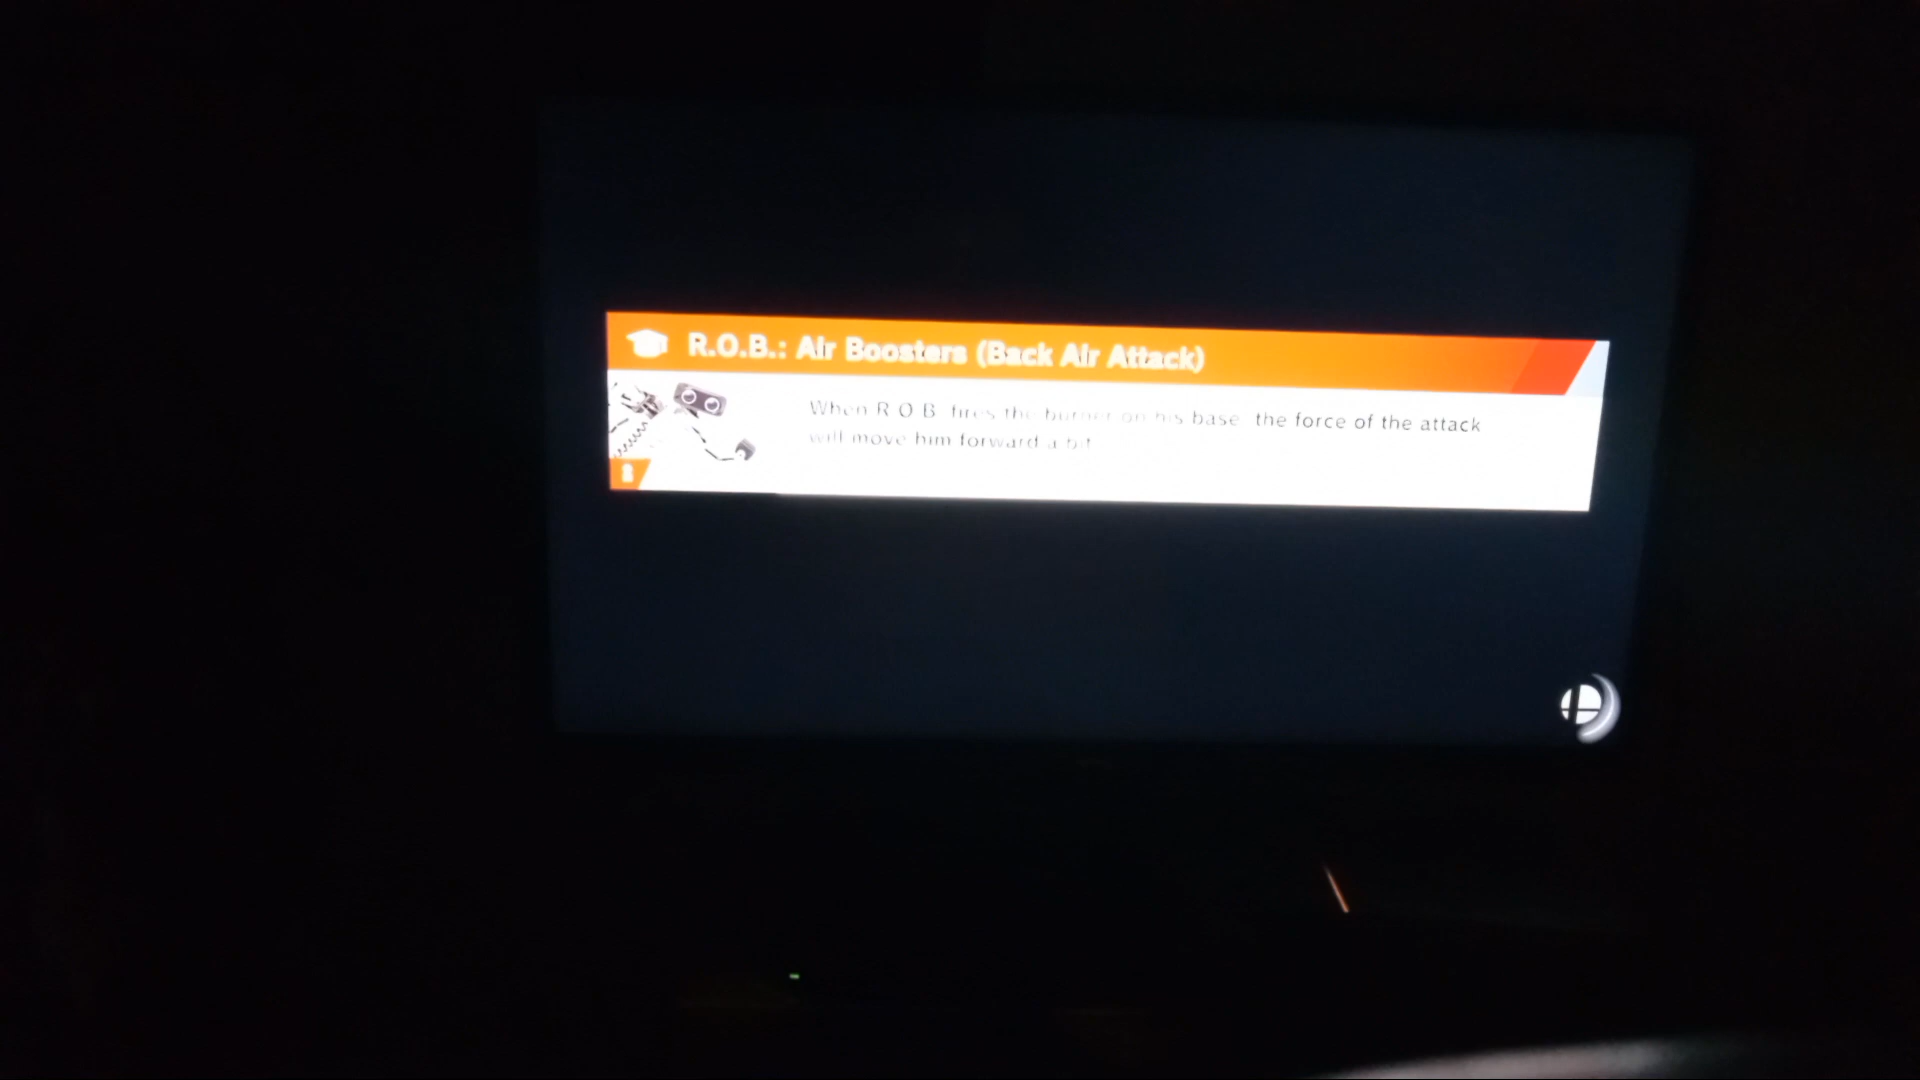 R.O.B.: Air Boosters (Back Air Attack)
When R.O.B. fires the burner on his base, the force of the attack
will move him forward a bit.